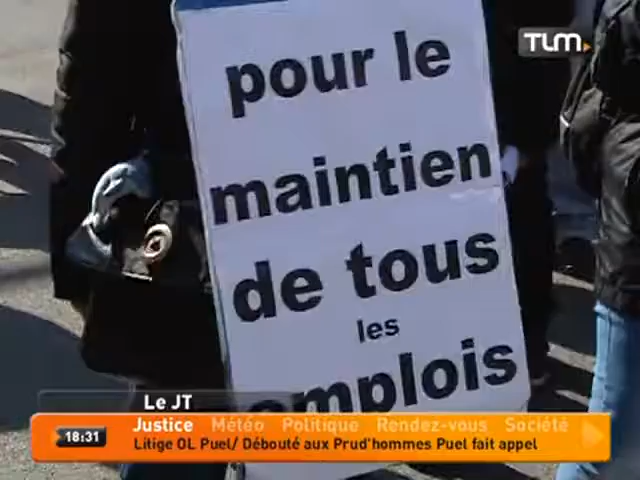 TLM
pour le
maintien
de tous
les
emplois
Le JT
Justice Météo Politique Rendez-vous Société
18:31
Litige OL Puel/ Débouté aux Prud'hommes Puel fait appel